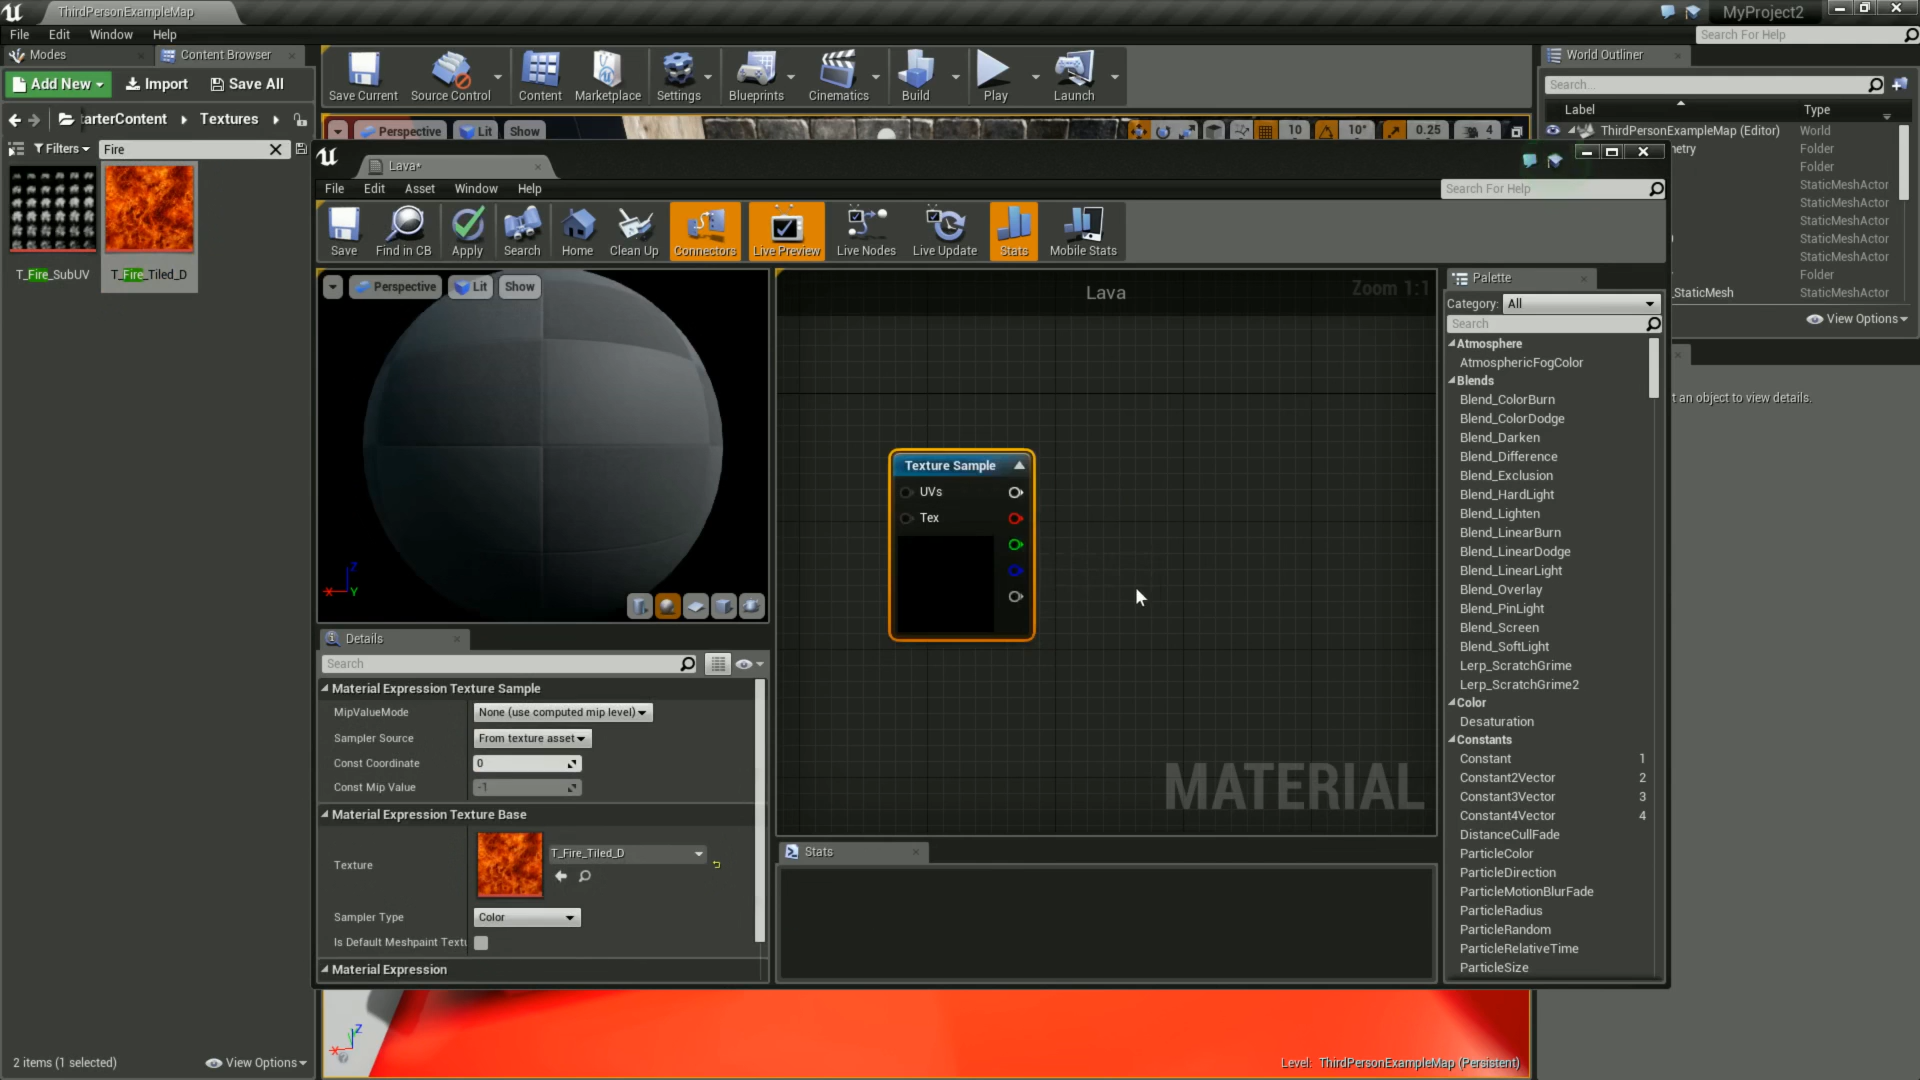 ThirdPersonExampleMap
MyProject2
File Edit Window Help
Search For Help
Modes
Content Browser
Add New
Import
Save All
arterContent
Textures
Filters
Fire
T_Fire_SubUV
T_Fire_Tiled_D
2 items (1 selected)
View Options
Save Current
Source Control
Content
Marketplace
Settings
Blueprints
Cinematics
Build
Play
Launch
Perspective
Lit
Show
10
10°
0.25
4
World Outliner
Search...
Label
Type
ThirdPersonExampleMap (Editor) World
metry Folder
Folder
StaticMeshActor
StaticMeshActor
StaticMeshActor
StaticMeshActor
StaticMeshActor
Folder
_StaticMesh StaticMeshActor
View Options
t an object to view details.
Lava*
File Edit Asset Window Help
Search For Help
Save
Find in CB
Apply
Search
Home
Clean Up
Connectors
Live Preview
Live Nodes
Live Update
Stats
Mobile Stats
Perspective
Lit
Show
Z
X
Y
Details
Search
Material Expression Texture Sample
MipValueMode None (use computed mip level)
Sampler Source From texture asset
Const Coordinate 0
Const Mip Value -1
Material Expression Texture Base
Texture T_Fire_Tiled_D
Sampler Type Color
Is Default Meshpaint Textu
Material Expression
Lava
Zoom 1:1
Texture Sample
UVs
Tex
MATERIAL
Stats
Palette
Category: All
Search
Atmosphere
AtmosphericFogColor
Blends
Blend_ColorBurn
Blend_ColorDodge
Blend_Darken
Blend_Difference
Blend_Exclusion
Blend_HardLight
Blend_Lighten
Blend_LinearBurn
Blend_LinearDodge
Blend_LinearLight
Blend_Overlay
Blend_PinLight
Blend_Screen
Blend_SoftLight
Lerp_ScratchGrime
Lerp_ScratchGrime2
Color
Desaturation
Constants
Constant 1
Constant2Vector 2
Constant3Vector 3
Constant4Vector 4
DistanceCullFade
ParticleColor
ParticleDirection
ParticleMotionBlurFade
ParticleRadius
ParticleRandom
ParticleRelativeTime
ParticleSize
Z
X
Level: ThirdPersonExampleMap (Persistent)